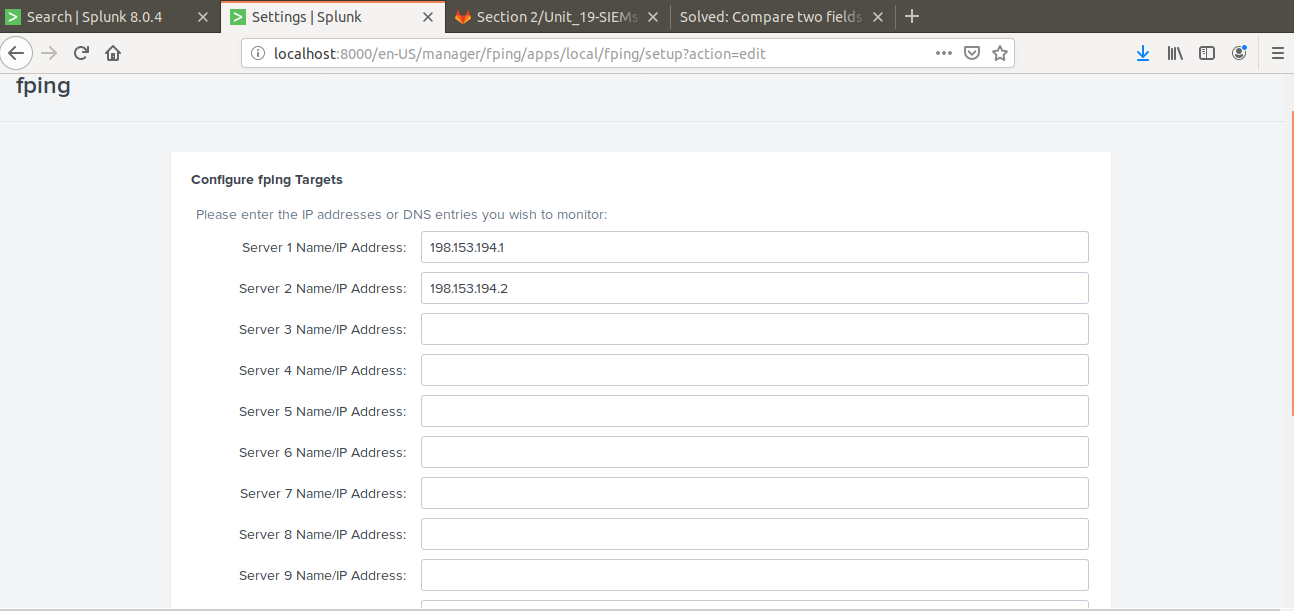 Search | Splunk 8.0.4
Settings | Splunk
Section 2/Unit_19-SIEMs
Solved: Compare two fields
localhost:8000/en-US/manager/fping/apps/local/fping/setup?action=edit
fping
Configure fping Targets
Please enter the IP addresses or DNS entries you wish to monitor:
Server 1 Name/IP Address: 198.153.194.1
Server 2 Name/IP Address: 198.153.194.2
Server 3 Name/IP Address:
Server 4 Name/IP Address:
Server 5 Name/IP Address:
Server 6 Name/IP Address:
Server 7 Name/IP Address:
Server 8 Name/IP Address:
Server 9 Name/IP Address: